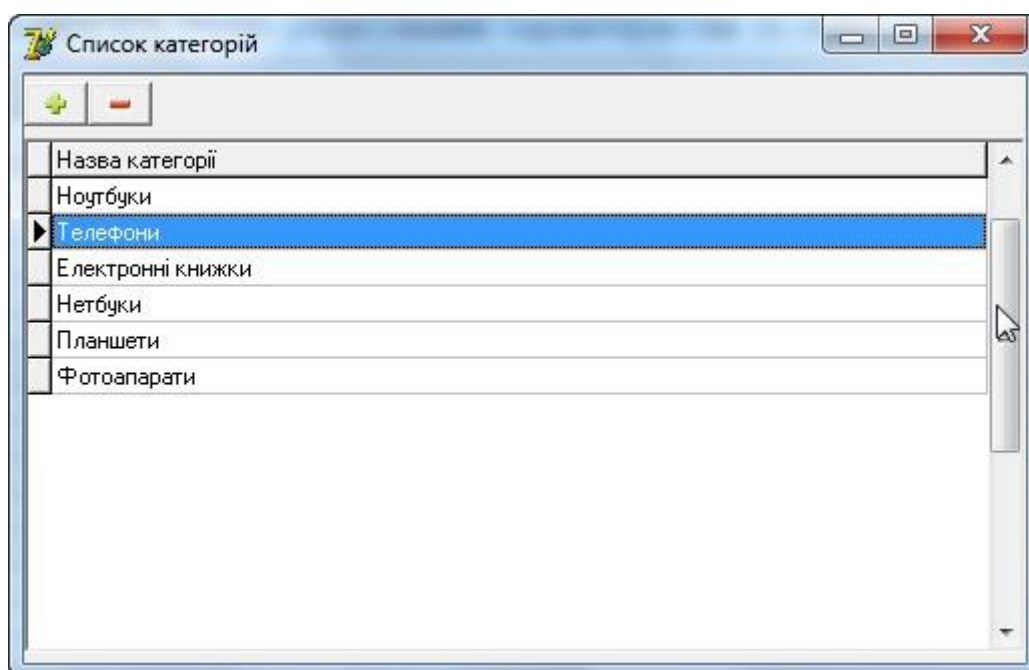 Список категорій
Назва категорії
Ноутбуки
Телефони
Електронні книжки
Нетбуки
Планшети
Фотоапарати